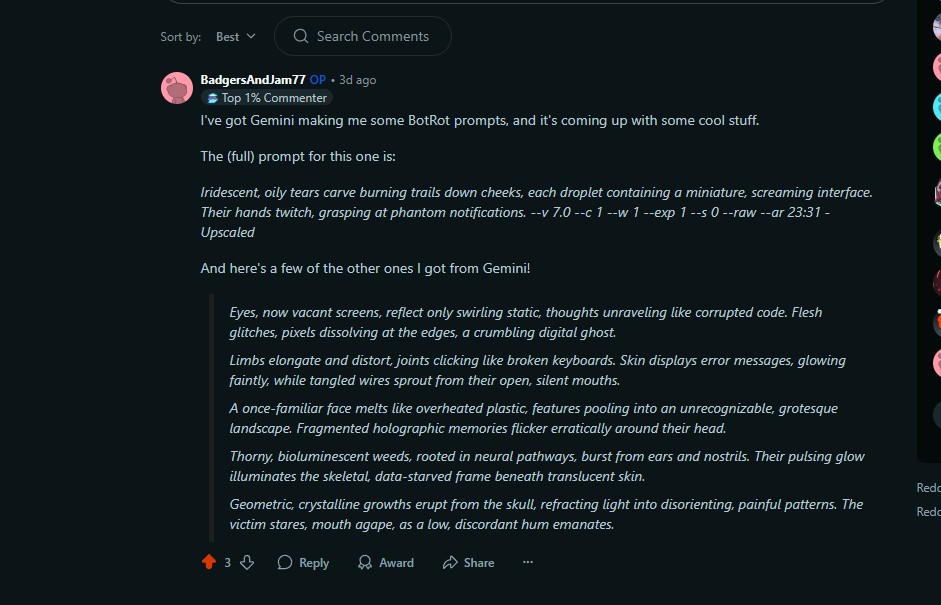 Sort by: Best Search Comments
BadgersAndJam77 OP • 3d ago
Top 1% Commenter
I've got Gemini making me some BotRot prompts, and it's coming up with some cool stuff.
The (full) prompt for this one is:
Iridescent, oily tears carve burning trails down cheeks, each droplet containing a miniature, screaming interface.
Their hands twitch, grasping at phantom notifications. --v 7.0 --c 1 --w 1 --exp 1 --s 0 --raw --ar 23:31 -
Upscaled
And here's a few of the other ones I got from Gemini!
Eyes, now vacant screens, reflect only swirling static, thoughts unraveling like corrupted code. Flesh
glitches, pixels dissolving at the edges, a crumbling digital ghost.
Limbs elongate and distort, joints clicking like broken keyboards. Skin displays error messages, glowing
faintly, while tangled wires sprout from their open, silent mouths.
A once-familiar face melts like overheated plastic, features pooling into an unrecognizable, grotesque
landscape. Fragmented holographic memories flicker erratically around their head.
Thorny, bioluminescent weeds, rooted in neural pathways, burst from ears and nostrils. Their pulsing glow
illuminates the skeletal, data-starved frame beneath translucent skin.
Geometric, crystalline growths erupt from the skull, refracting light into disorienting, painful patterns. The
victim stares, mouth agape, as a low, discordant hum emanates.
3 Reply Award Share ...